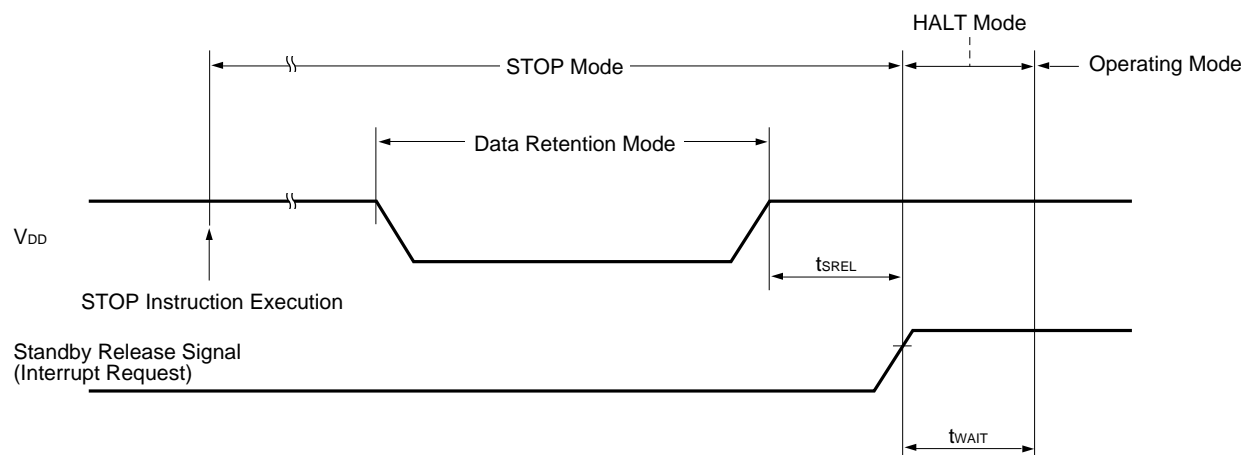 HALT Mode
STOP Mode
Operating Mode
Data Retention Mode
VDD
tSREL
STOP Instruction Execution
Standby Release Signal
(Interrupt Request)
tWAIT